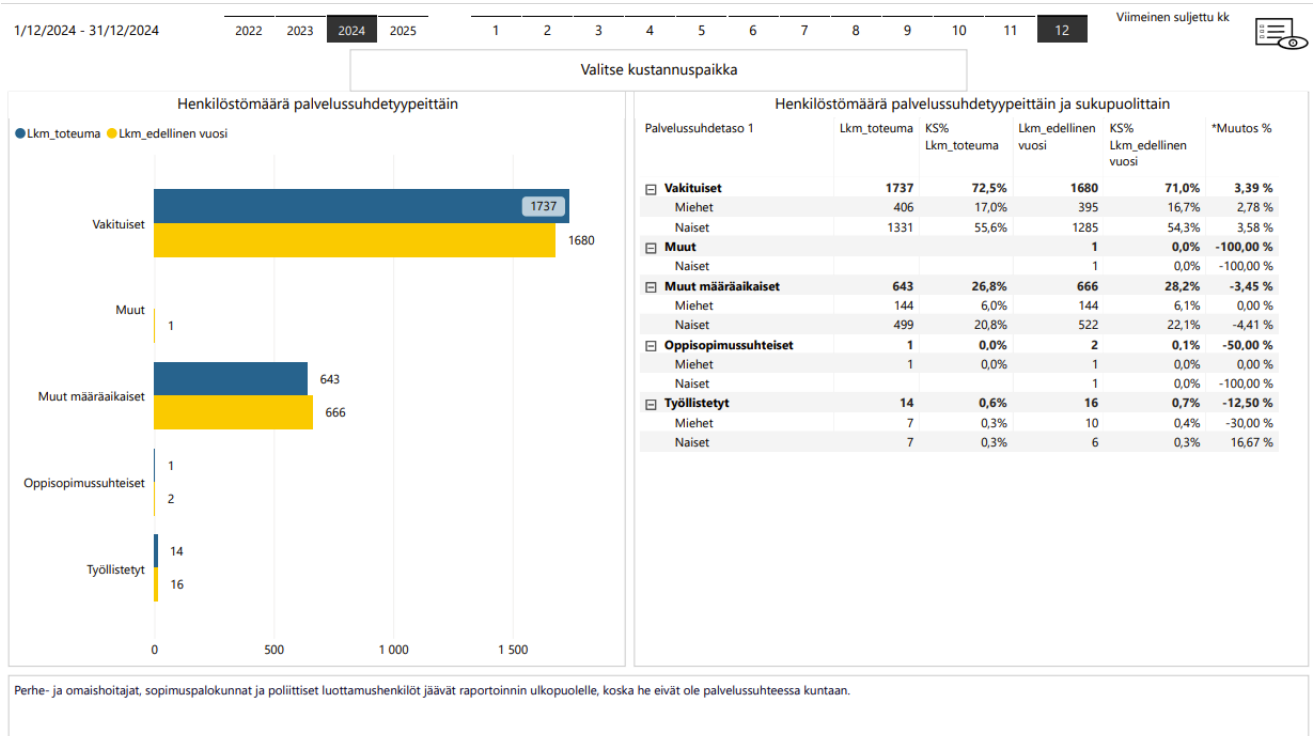 1/12/2024 - 31/12/2024
2022 2023 2024 2025
1 2 3 4 5 6 7 8 9 10 11 12
Viimeinen suljettu kk
Valitse kustannuspaikka
Henkilöstömäärä palvelussuhdetyypeittäin
Lkm_toteuma Lkm_edellinen vuosi
Vakituiset
1737
1680
Muut
1
Muut määräaikaiset
643
666
Oppisopimussuhteiset
1
2
Työllistetyt
14
16
0 500 1 000 1 500
Henkilöstömäärä palvelussuhdetyypeittäin ja sukupuolittain
Palvelussuhdetaso 1 Lkm_toteuma KS% Lkm_edellinen KS% *Muutos %
Lkm_toteuma vuosi Lkm_edellinen
vuosi
Vakituiset 1737 72,5% 1680 71,0% 3,39 %
Miehet 406 17,0% 395 16,7% 2,78 %
Naiset 1331 55,6% 1285 54,3% 3,58 %
Muut 1 0,0% -100,00 %
Naiset 1 0,0% -100,00 %
Muut määräaikaiset 643 26,8% 666 28,2% -3,45 %
Miehet 144 6,0% 144 6,1% 0,00 %
Naiset 499 20,8% 522 22,1% -4,41 %
Oppisopimussuhteiset 1 0,0% 2 0,1% -50,00 %
Miehet 1 0,0% 1 0,0% 0,00 %
Naiset 1 0,0% -100,00 %
Työllistetyt 14 0,6% 16 0,7% -12,50 %
Miehet 7 0,3% 10 0,4% -30,00 %
Naiset 7 0,3% 6 0,3% 16,67 %
Perhe- ja omaishoitajat, sopimuspalokunnat ja poliittiset luottamushenkilöt jäävät raportoinnin ulkopuolelle, koska he eivät ole palvelussuhteessa kuntaan.